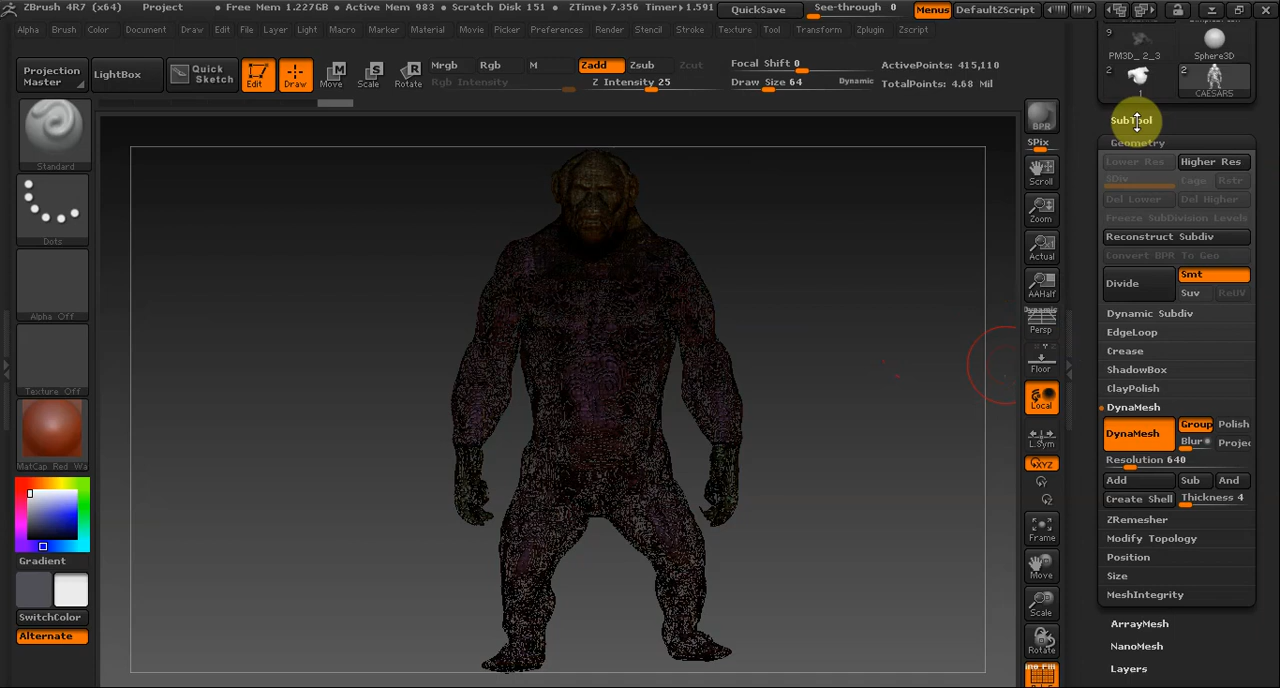 ZBrush 4R7 (x64) Project • Free Mem 1.227GB • Active Mem 983 • Scratch Disk 151 • ZTime▸7.356 Timer▸1.591 QuickSave See-through 0 Menus DefaultZScript
Alpha Brush Color Document Draw Edit File Layer Light Macro Marker Material Movie Picker Preferences Render Stencil Stroke Texture Tool Transform Zplugin Zscript
Projection Master
LightBox
Quick Sketch
Edit Draw Move Scale Rotate
Mrgb Rgb M
Rgb Intensity
Zadd Zsub Zcut
Z Intensity 25
Focal Shift 0
Draw Size 64 Dynamic
ActivePoints: 415,110
TotalPoints: 4.68 Mil
Standard
Dots
Alpha Off
Texture Off
MatCap Red Wa
Gradient
SwitchColor
Alternate
BPR
SPix
Scroll
Zoom
Actual
AAHalf
Dynamic
Persp
Floor
Local
L.Sym
XYZ
Y
Z
Frame
Move
Scale
Rotate
9
PM3D_ 2_3 Sphere3D
2 2
1 CAESARS
SubTool
Geometry
Lower Res Higher Res
SDiv Cage Rstr
Del Lower Del Higher
Freeze SubDivision Levels
Reconstruct Subdiv
Convert BPR To Geo
Divide Smt
Suv ReUV
Dynamic Subdiv
EdgeLoop
Crease
ShadowBox
ClayPolish
DynaMesh
DynaMesh Group Polish
Blur Projec
Resolution 640
Add Sub And
Create Shell Thickness 4
ZRemesher
Modify Topology
Position
Size
MeshIntegrity
ArrayMesh
NanoMesh
Layers